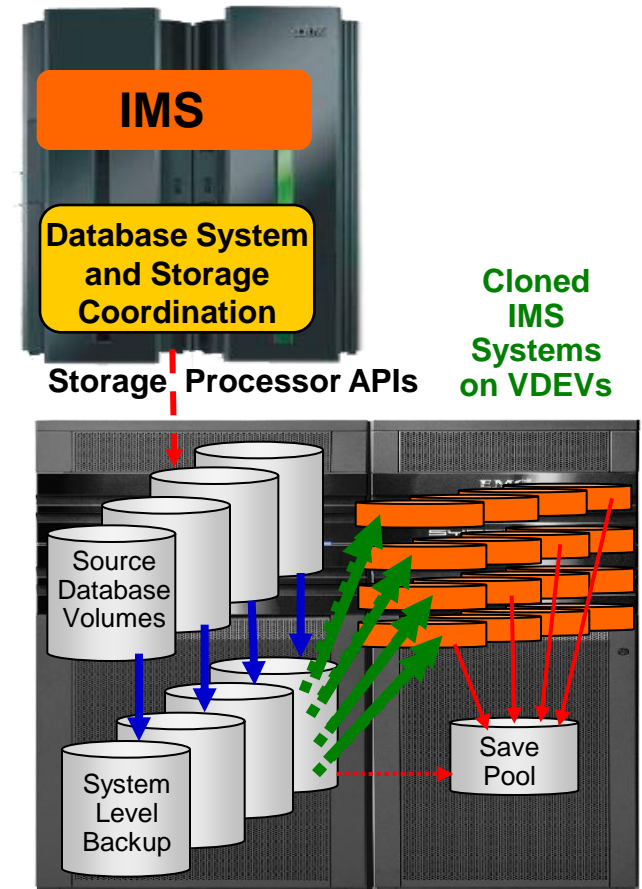 IMS
Database System
and Storage
Coordination
Cloned
IMS
Systems
on VDEVs
Storage Processor APIs
Source
Database
Volumes
System
Level
Backup
Save
Pool